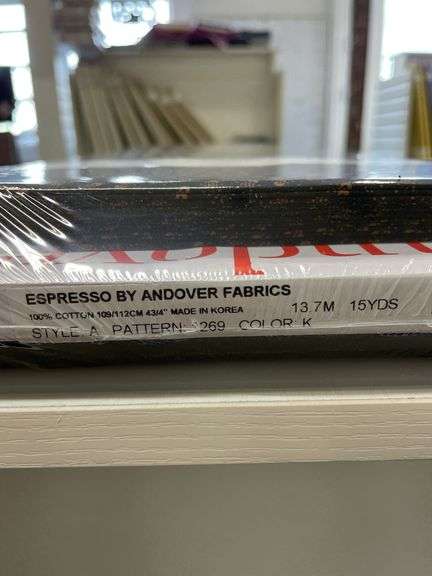 ESPRESSO BY ANDOVER FABRICS
100% COTTON 109/112CM 43/4" MADE IN KOREA 13.7M 15YDS
STYLE: A PATTERN: 269 COLOR: K